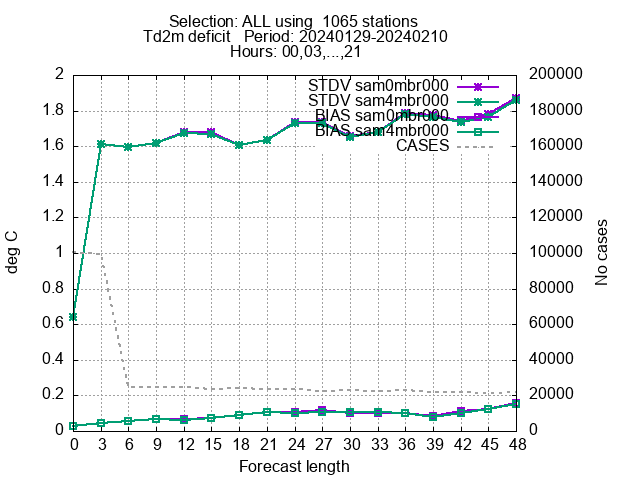 Selection: ALL using  1065 stations
Td2m deficit   Period: 20240129-20240210
Hours: 00,03,...,21
STDV sam0mbr000
STDV sam4mbr000
BIAS sam0mbr000
BIAS sam4mbr000
CASES
deg C
No cases
2
1.8
1.6
1.4
1.2
1
0.8
0.6
0.4
0.2
0
200000
180000
160000
140000
120000
100000
80000
60000
40000
20000
0
0 3 6 9 12 15 18 21 24 27 30 33 36 39 42 45 48
Forecast length